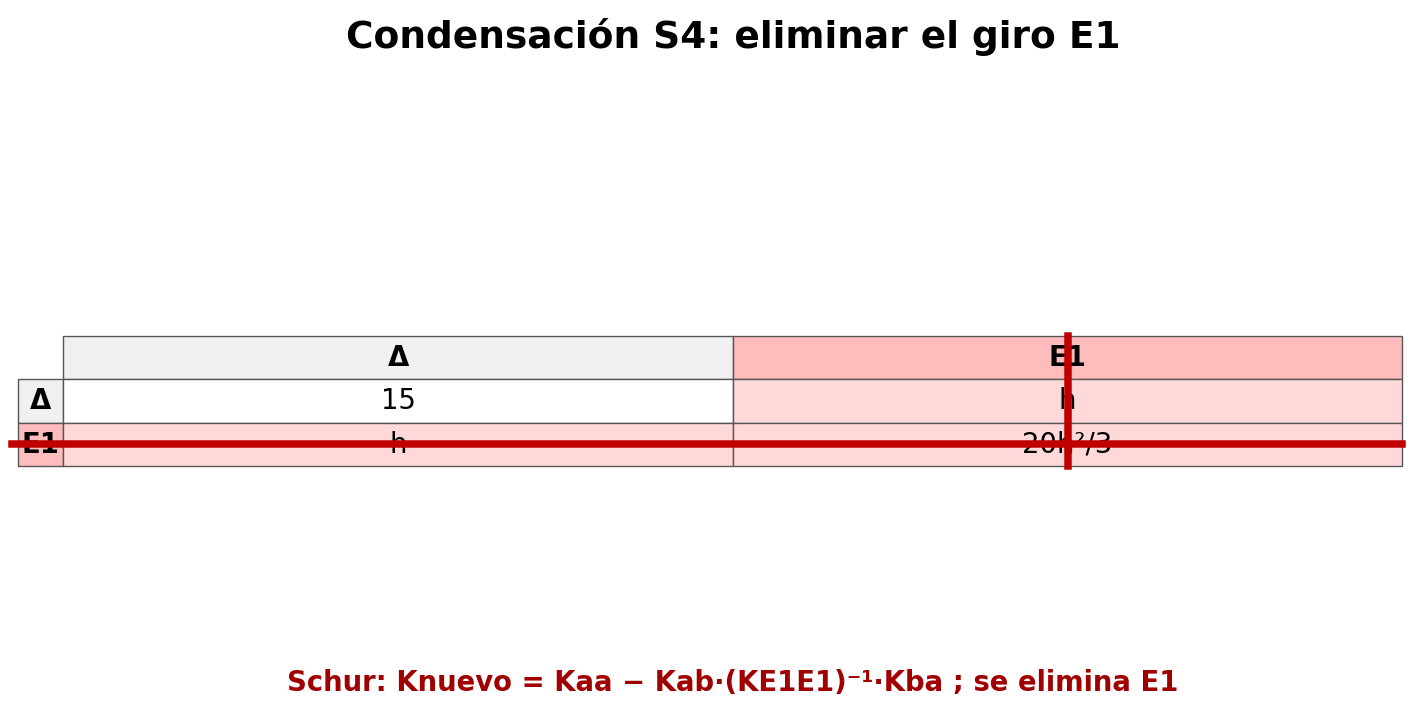 Condensación S4: eliminar el giro E1
Δ E1
Δ 15 h
E1 h 20h²/3
Schur: Knuevo = Kaa − Kab·(KE1E1)⁻¹·Kba ; se elimina E1